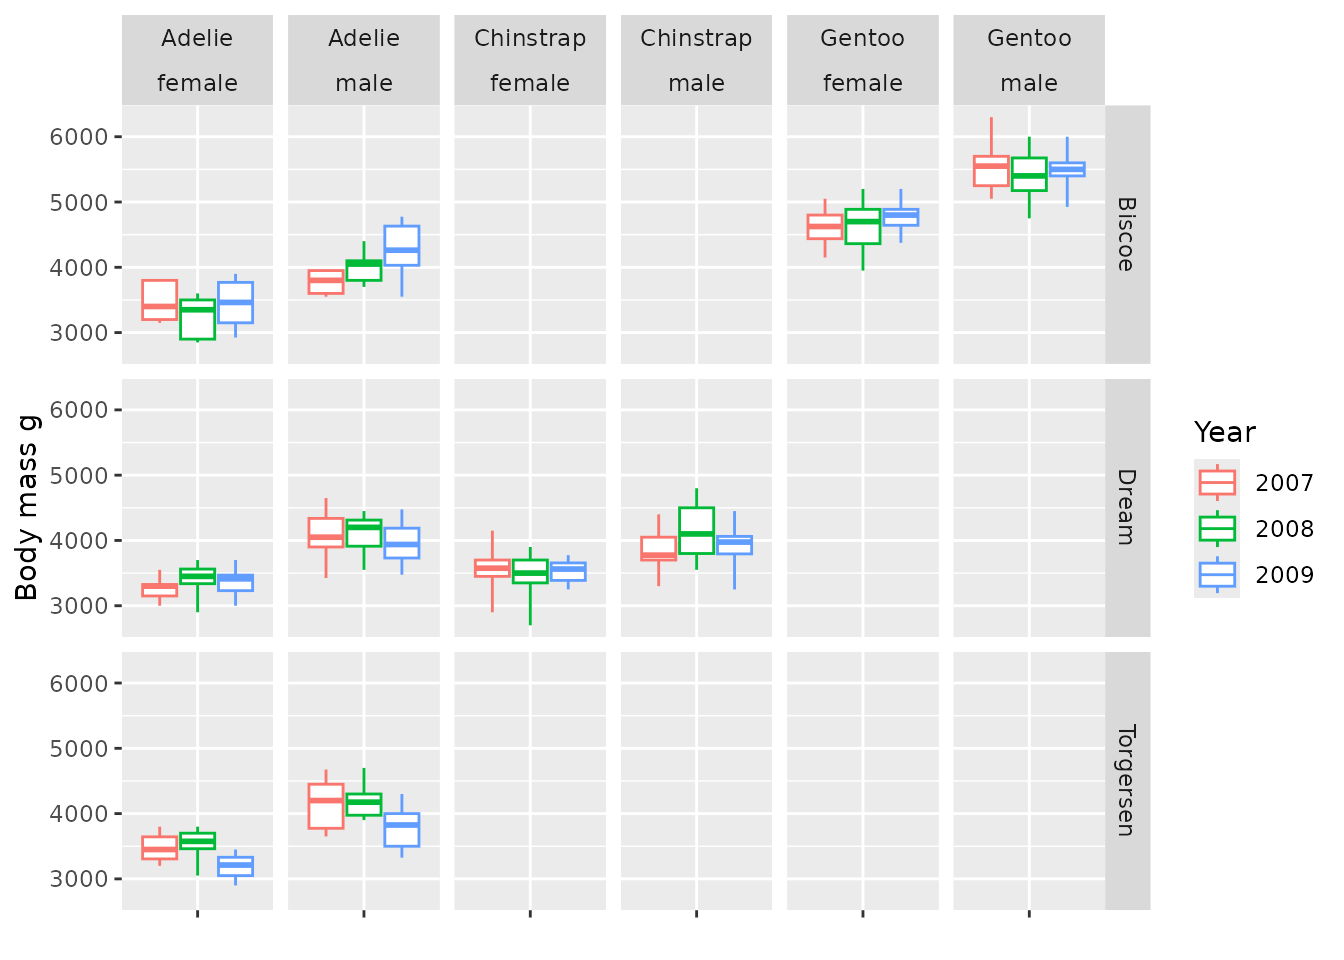 Adelie
female
Adelie
male
Chinstrap
female
Chinstrap
male
Gentoo
female
Gentoo
male
6000
5000
4000
3000
Biscoe
6000
5000
4000
3000
Dream
6000
5000
4000
3000
Torgersen
Body mass g
Year
2007
2008
2009